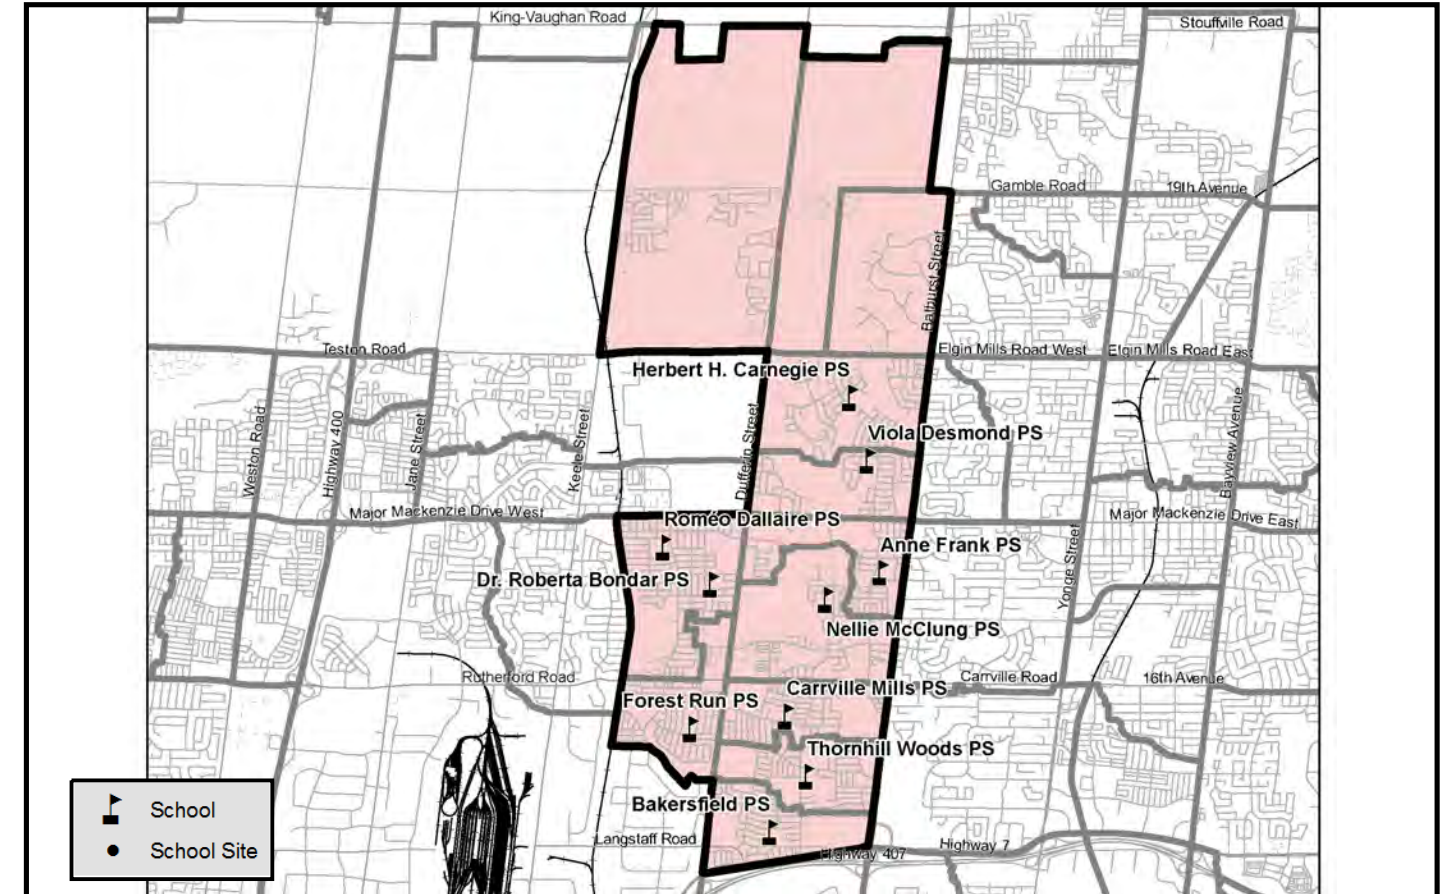 King-Vaughan Road
Stouffville Road
Gamble Road
19th Avenue
Bathurst Street
Teston Road
Elgin Mills Road West
Elgin Mills Road East
Herbert H. Carnegie PS
Viola Desmond PS
Weston Road
Highway 400
Jane Street
Keele Street
Dufferin Street
Bayview Avenue
Major Mackenzie Drive West
Roméo Dallaire PS
Major Mackenzie Drive East
Anne Frank PS
Dr. Roberta Bondar PS
Yonge Street
Nellie McClung PS
Rutherford Road
Carrville Mills PS
Carrville Road
16th Avenue
Forest Run PS
Thornhill Woods PS
Bakersfield PS
Langstaff Road
Highway 407
Highway 7
School
School Site